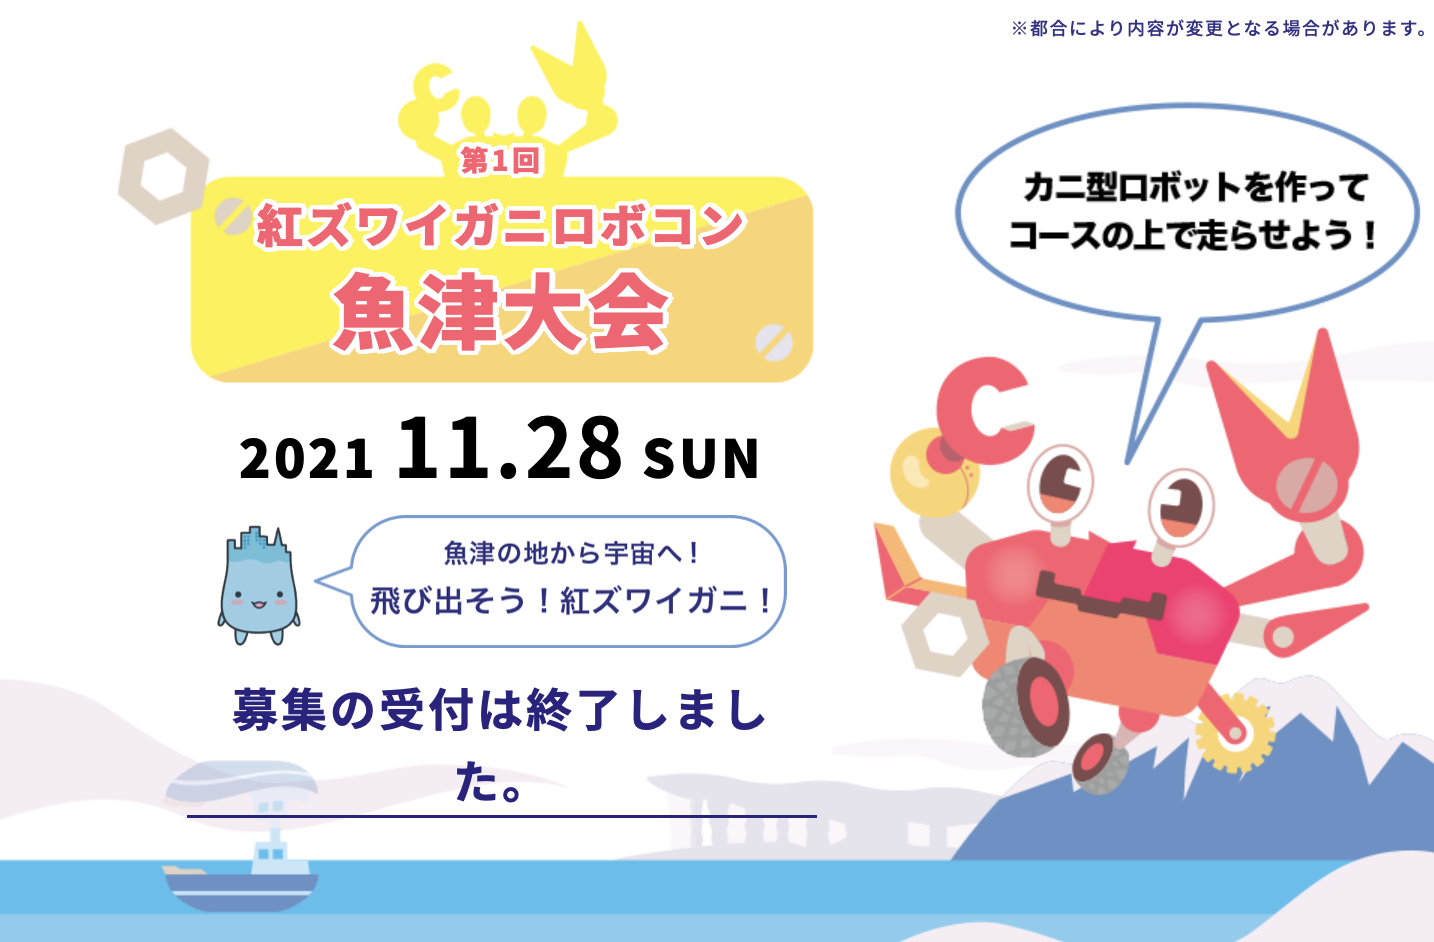 ※都合により内容が変更となる場合があります。
第1回
紅ズワイガニロボコン
魚津大会
2021 11.28 SUN
魚津の地から宇宙へ！
飛び出そう！紅ズワイガニ！
募集の受付は終了しまし
た。
カニ型ロボットを作って
コースの上で走らせよう！